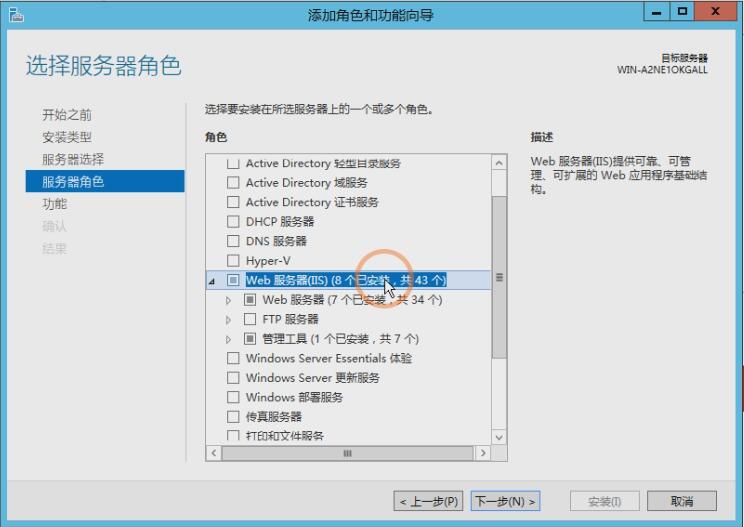 添加角色和功能向导
选择服务器角色
目标服务器
WIN-A2NE1OKGALL
开始之前
安装类型
服务器选择
服务器角色
功能
确认
结果
选择要安装在所选服务器上的一个或多个角色。
角色
Active Directory 轻型目录服务
Active Directory 域服务
Active Directory 证书服务
DHCP 服务器
DNS 服务器
Hyper-V
Web 服务器(IIS) (8 个已安装，共 43 个)
Web 服务器 (7 个已安装，共 34 个)
FTP 服务器
管理工具 (1 个已安装，共 7 个)
Windows Server Essentials 体验
Windows Server 更新服务
Windows 部署服务
传真服务器
打印和文件服务
描述
Web 服务器(IIS)提供可靠、可管
理、可扩展的 Web 应用程序基础结
构。
< 上一步(P)
下一步(N) >
安装(I)
取消